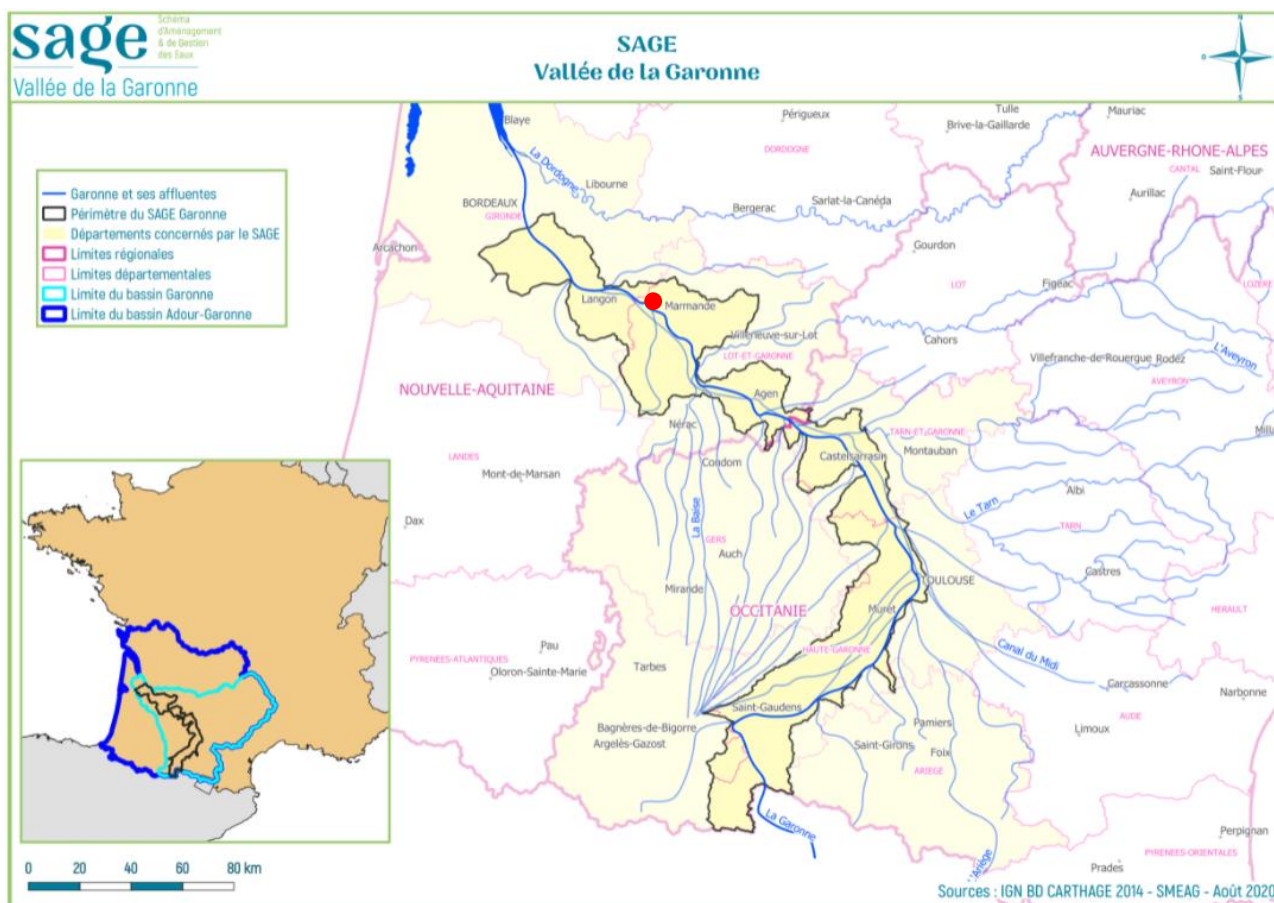 sage
Schéma
d'Aménagement
& de Gestion
des Eaux
Vallée de la Garonne
SAGE
Vallée de la Garonne
N
O
E
S
Garonne et ses affluentes
Périmètre du SAGE Garonne
Départements concernés par le SAGE
Limites régionales
Limites départementales
Limite du bassin Garonne
Limite du bassin Adour-Garonne
Blaye
Périgueux
Tulle
Mauriac
Brive-la-Gaillarde
DORDOGNE
AUVERGNE-RHONE-ALPES
La Dordogne
CANTAL
Saint-Flour
Libourne
Aurillac
BORDEAUX
GIRONDE
Bergerac
Sarlat-la-Canéda
Arcachon
Gourdon
LOT
Figeac
LOZERE
Langon
Marmande
Villeneuve-sur-Lot
Cahors
L'Aveyron
LOT-ET-GARONNE
Villefranche-de-Rouergue
Rodez
AVEYRON
NOUVELLE-AQUITAINE
Agen
Nérac
TARN-ET-GARONNE
Montauban
LANDES
Condom
Castelsarrasin
Mont-de-Marsan
La Baïse
Albi
Le Tarn
TARN
Dax
GERS
Auch
Castres
Mirande
TOULOUSE
OCCITANIE
Muret
HERAULT
Pau
HAUTE-GARONNE
PYRENEES-ATLANTIQUES
Oloron-Sainte-Marie
Tarbes
Canal du Midi
Carcassonne
Narbonne
Saint-Gaudens
AUDE
Bagnères-de-Bigorre
Argelès-Gazost
Pamiers
Limoux
Saint-Girons
Foix
ARIEGE
La Garonne
Perpignan
PYRENEES-ORIENTALES
Prades
L'Ariège
0 20 40 60 80 km
Sources : IGN BD CARTHAGE 2014 - SMEAG - Août 2020